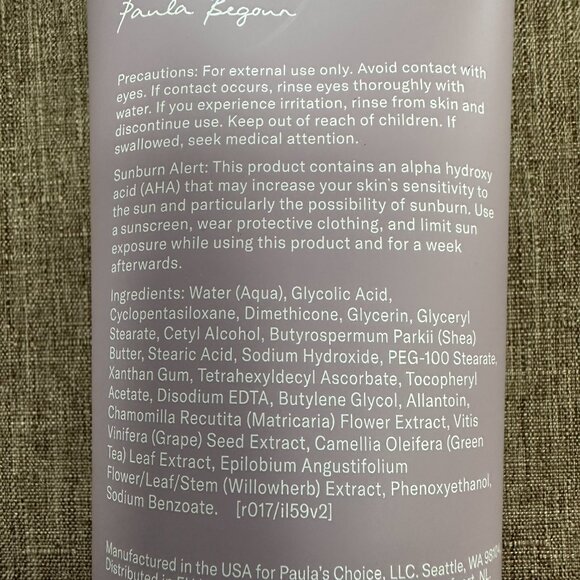 Paula Begoun
Precautions: For external use only. Avoid contact with
eyes. If contact occurs, rinse eyes thoroughly with
water. If you experience irritation, rinse from skin and
discontinue use. Keep out of reach of children. If
swallowed, seek medical attention.
Sunburn Alert: This product contains an alpha hydroxy
acid (AHA) that may increase your skin's sensitivity to
the sun and particularly the possibility of sunburn. Use
a sunscreen, wear protective clothing, and limit sun
exposure while using this product and for a week
afterwards.
Ingredients: Water (Aqua), Glycolic Acid,
Cyclopentasiloxane, Dimethicone, Glycerin, Glyceryl
Stearate, Cetyl Alcohol, Butyrospermum Parkii (Shea)
Butter, Stearic Acid, Sodium Hydroxide, PEG-100 Stearate,
Xanthan Gum, Tetrahexyldecyl Ascorbate, Tocopheryl
Acetate, Disodium EDTA, Butylene Glycol, Allantoin,
Chamomilla Recutita (Matricaria) Flower Extract, Vitis
Vinifera (Grape) Seed Extract, Camellia Oleifera (Green
Tea) Leaf Extract, Epilobium Angustifolium
Flower/Leaf/Stem (Willowherb) Extract, Phenoxyethanol,
Sodium Benzoate. [r017/il59v2]
Manufactured in the USA for Paula's Choice, LLC. Seattle, WA
Distributed in